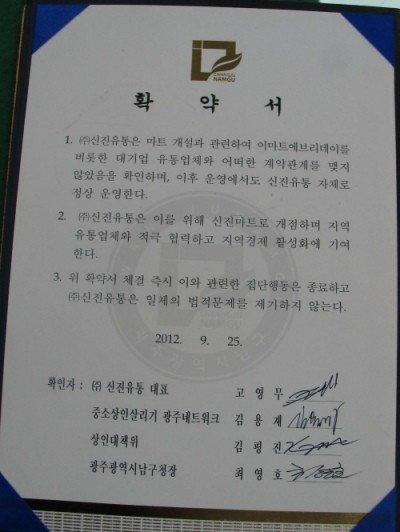 GWANGJU
NAMGU
확 약 서
1. ㈜신진유통은 마트 개설과 관련하여 이마트에브리데이를
비롯한 대기업 유통업체와 어떠한 계약관계를 맺지
않았음을 확인하며, 이후 운영에서도 신진유통 자체로
정상 운영한다.
2. ㈜신진유통은 이를 위해 신진마트로 개점하며 지역
유통업체와 적극 협력하고 지역경제 활성화에 기여
한다.
3. 위 확약서 체결 즉시 이와 관련한 집단행동은 종료하고
㈜신진유통은 일체의 법적문제를 제기하지 않는다.
2012. 9. 25.
확인자 : ㈜ 신진유통 대표 고 영 무
중소상인살리기 광주네트워크 김 용 재
상인대책위 김 평 진
광주광역시남구청장 최 영 호